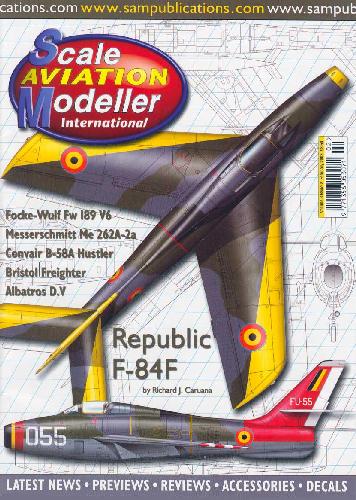 cations.com www.sampublications.com www.sampub
Scale
AVIATION
Modeller
International
Focke-Wulf Fw 189 V6
Messerschmitt Me 262A-2a
Convair B-58A Hustler
Bristol Freighter
Albatros D.V
Republic
F-84F
by Richard J. Caruana
FU-55
055
LATEST NEWS • PREVIEWS • REVIEWS • ACCESSORIES • DECALS